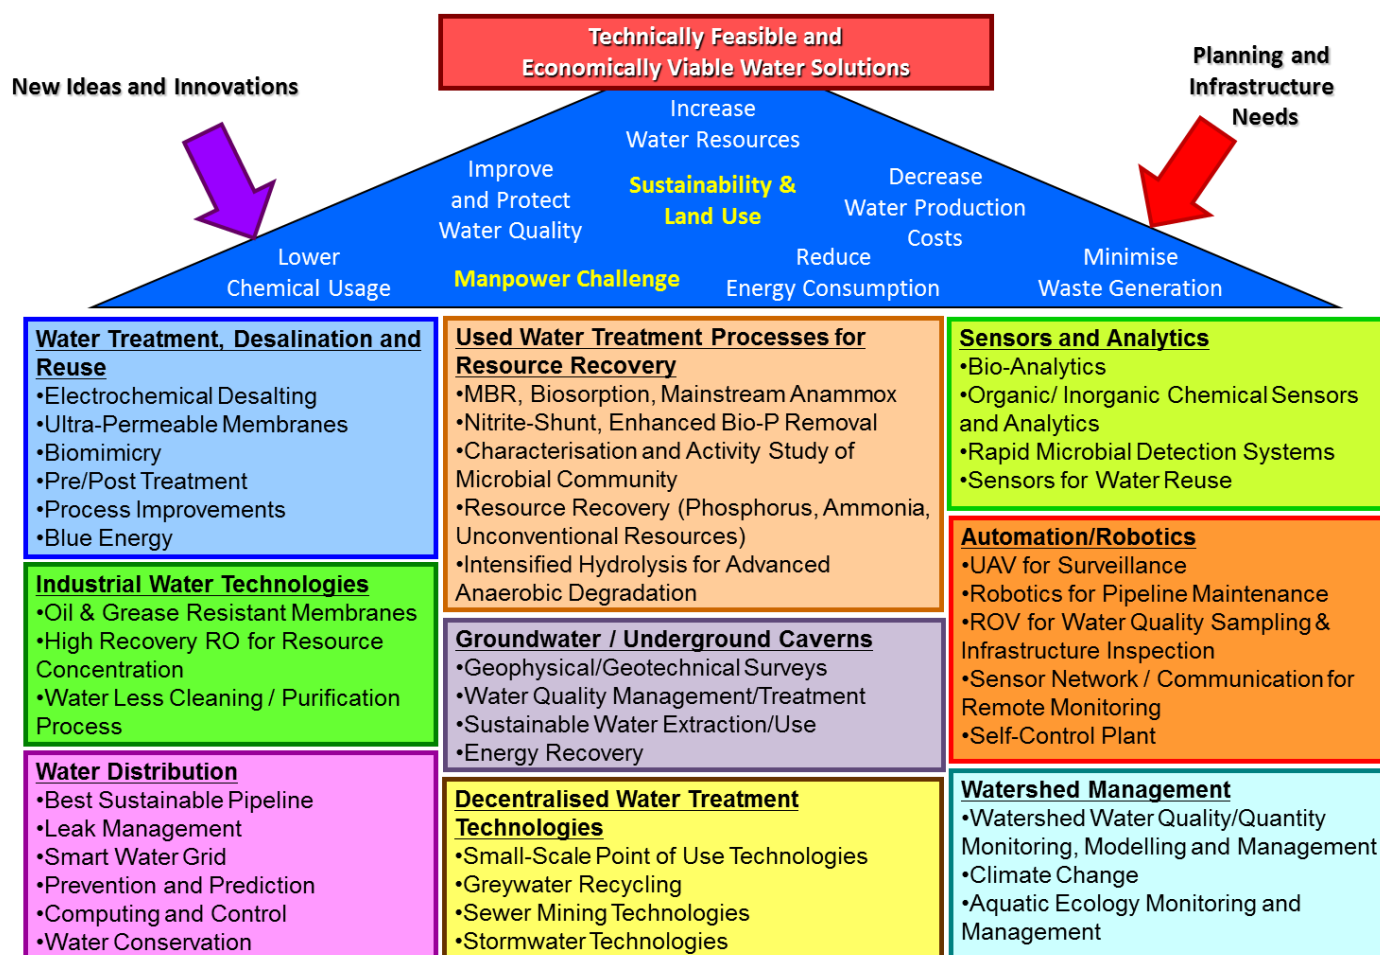 Technically Feasible and
Economically Viable Water Solutions
New Ideas and Innovations
Planning and
Infrastructure
Needs
Increase
Water Resources
Improve
and Protect
Water Quality
Sustainability &
Land Use
Decrease
Water Production
Costs
Lower
Chemical Usage
Manpower Challenge
Reduce
Energy Consumption
Minimise
Waste Generation
Water Treatment, Desalination and
Reuse
•Electrochemical Desalting
•Ultra-Permeable Membranes
•Biomimicry
•Pre/Post Treatment
•Process Improvements
•Blue Energy
Industrial Water Technologies
•Oil & Grease Resistant Membranes
•High Recovery RO for Resource
Concentration
•Water Less Cleaning / Purification
Process
Water Distribution
•Best Sustainable Pipeline
•Leak Management
•Smart Water Grid
•Prevention and Prediction
•Computing and Control
•Water Conservation
Used Water Treatment Processes for
Resource Recovery
•MBR, Biosorption, Mainstream Anammox
•Nitrite-Shunt, Enhanced Bio-P Removal
•Characterisation and Activity Study of
Microbial Community
•Resource Recovery (Phosphorus, Ammonia,
Unconventional Resources)
•Intensified Hydrolysis for Advanced
Anaerobic Degradation
Groundwater / Underground Caverns
•Geophysical/Geotechnical Surveys
•Water Quality Management/Treatment
•Sustainable Water Extraction/Use
•Energy Recovery
Decentralised Water Treatment
Technologies
•Small-Scale Point of Use Technologies
•Greywater Recycling
•Sewer Mining Technologies
•Stormwater Technologies
Sensors and Analytics
•Bio-Analytics
•Organic/ Inorganic Chemical Sensors
and Analytics
•Rapid Microbial Detection Systems
•Sensors for Water Reuse
Automation/Robotics
•UAV for Surveillance
•Robotics for Pipeline Maintenance
•ROV for Water Quality Sampling &
Infrastructure Inspection
•Sensor Network / Communication for
Remote Monitoring
•Self-Control Plant
Watershed Management
•Watershed Water Quality/Quantity
Monitoring, Modelling and Management
•Climate Change
•Aquatic Ecology Monitoring and
Management